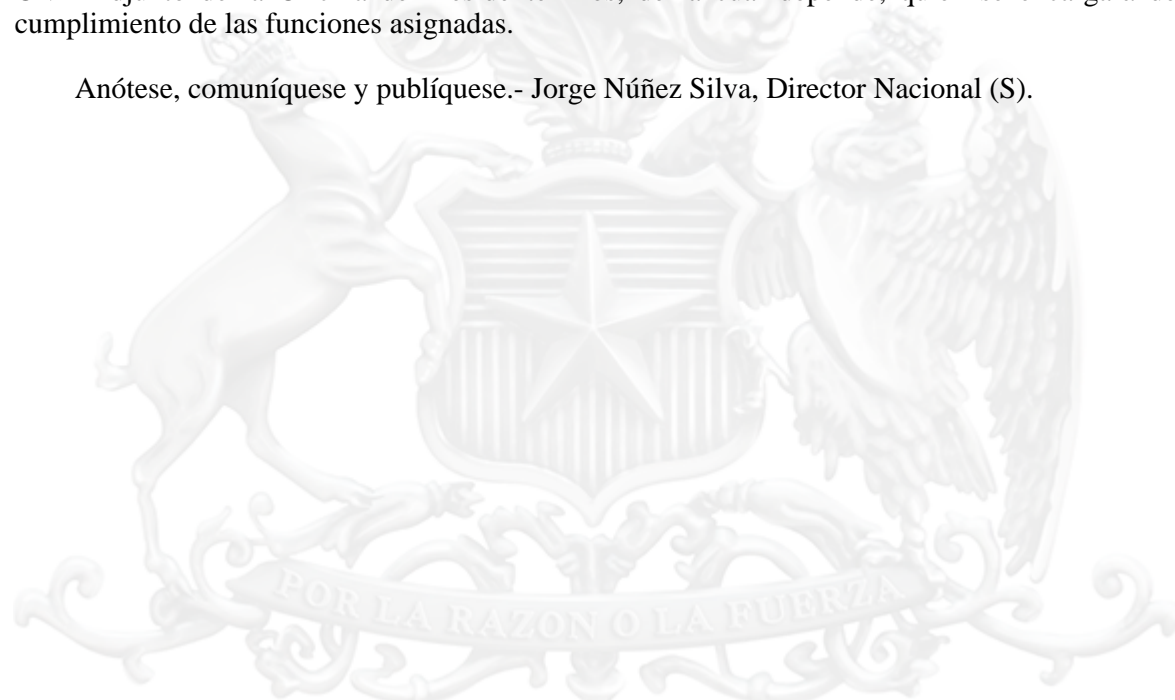 cumplimiento de las funciones asignadas.
Anótese, comuníquese y publíquese.- Jorge Núñez Silva, Director Nacional (S).
POR LA RAZON O LA FUERZA